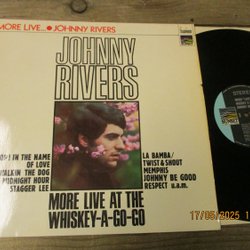 MORE LIVE... JOHNNY RIVERS
JOHNNY
RIVERS
IN THE NAME
OF LOVE
WALKIN THE DOG
MIDNIGHT HOUR
STAGGER LEE
LA BAMBA/
TWIST & SHOUT
MEMPHIS
JOHNNY BE GOOD
RESPECT u.a.m.
MORE LIVE AT THE
WHISKEY-A-GO-GO
17/05/2025